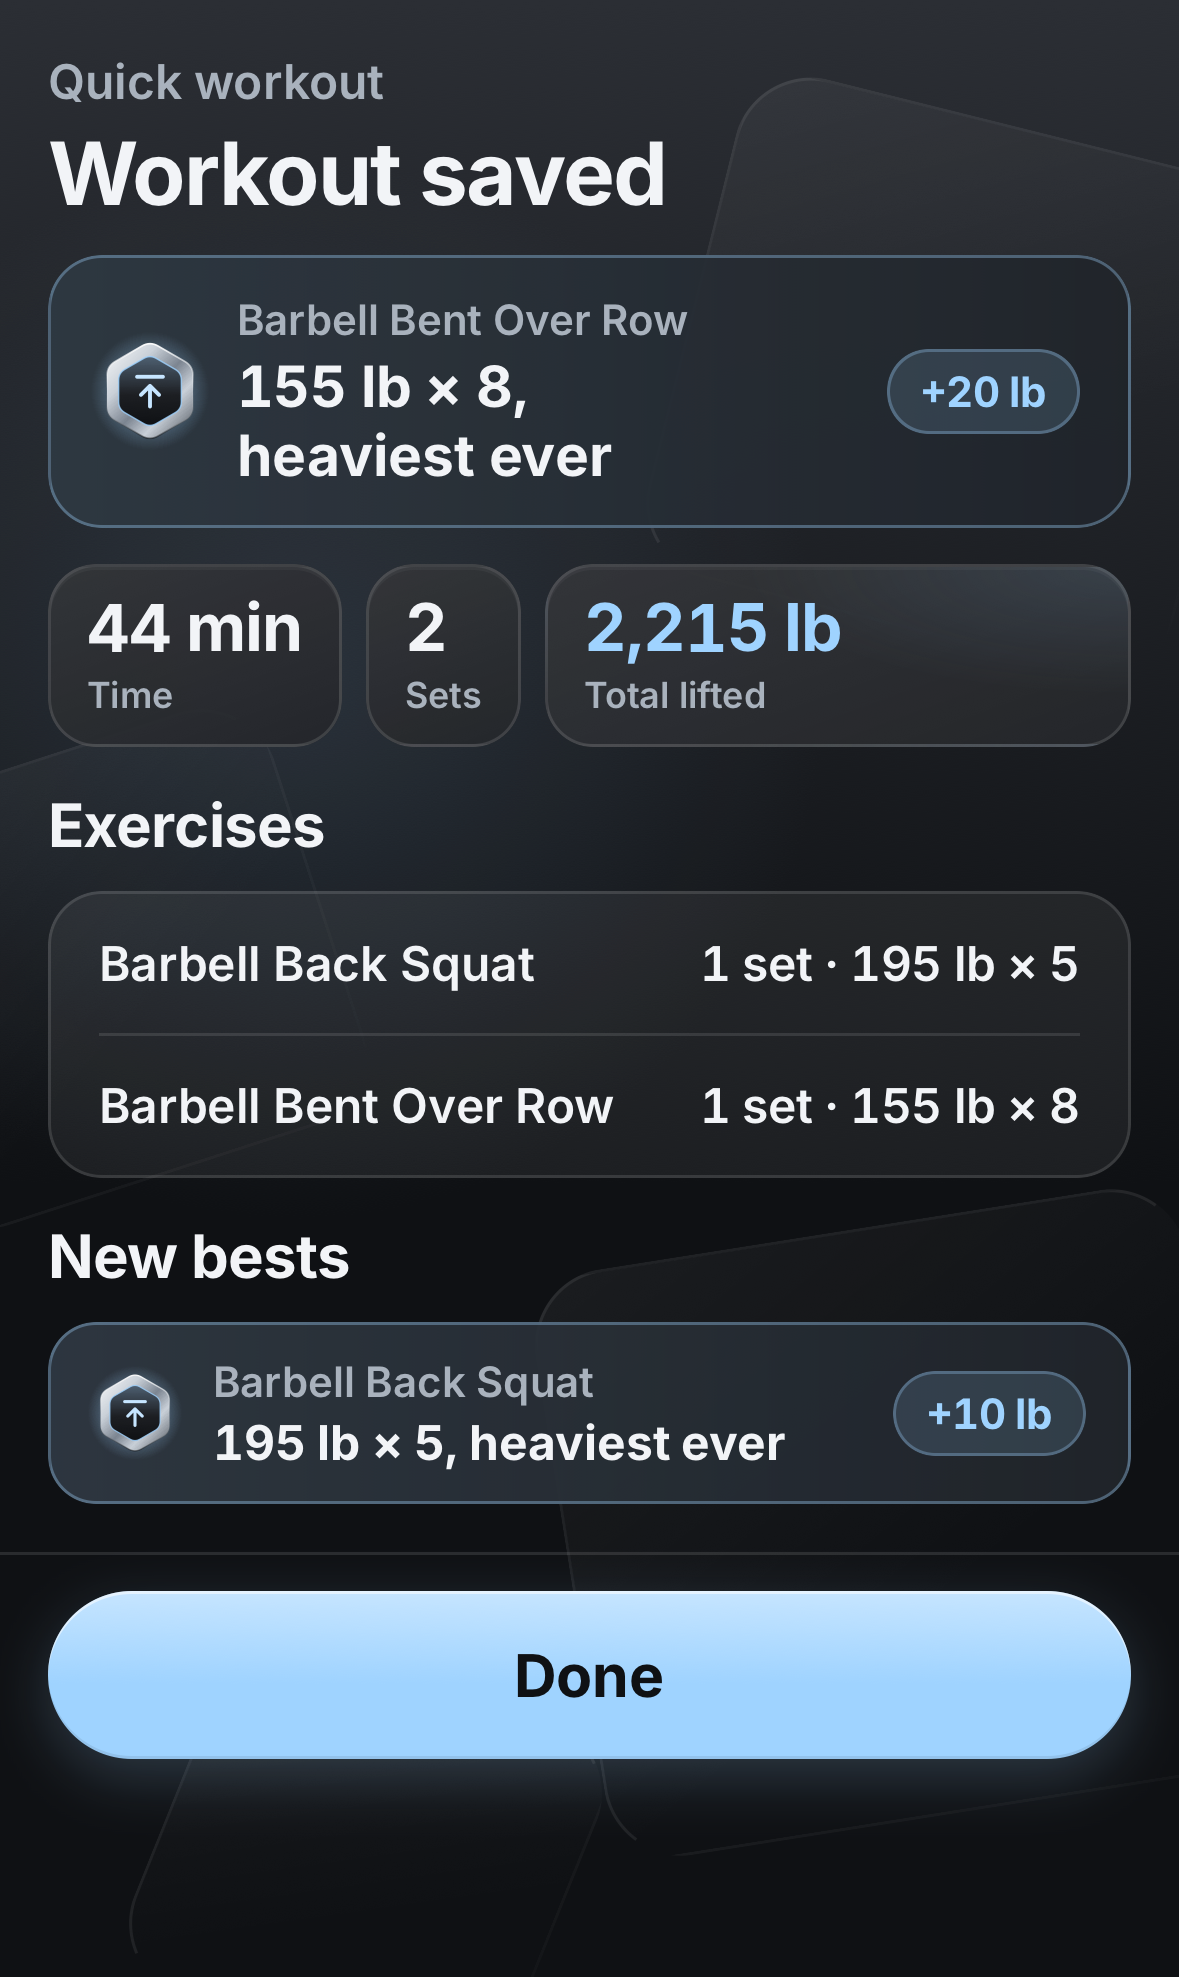 Quick workout
Workout saved
Barbell Bent Over Row
155 lb × 8,
heaviest ever
+20 lb
44 min
Time
2
Sets
2,215 lb
Total lifted
Exercises
Barbell Back Squat
1 set · 195 lb × 5
Barbell Bent Over Row
1 set · 155 lb × 8
New bests
Barbell Back Squat
195 lb × 5, heaviest ever
+10 lb
Done